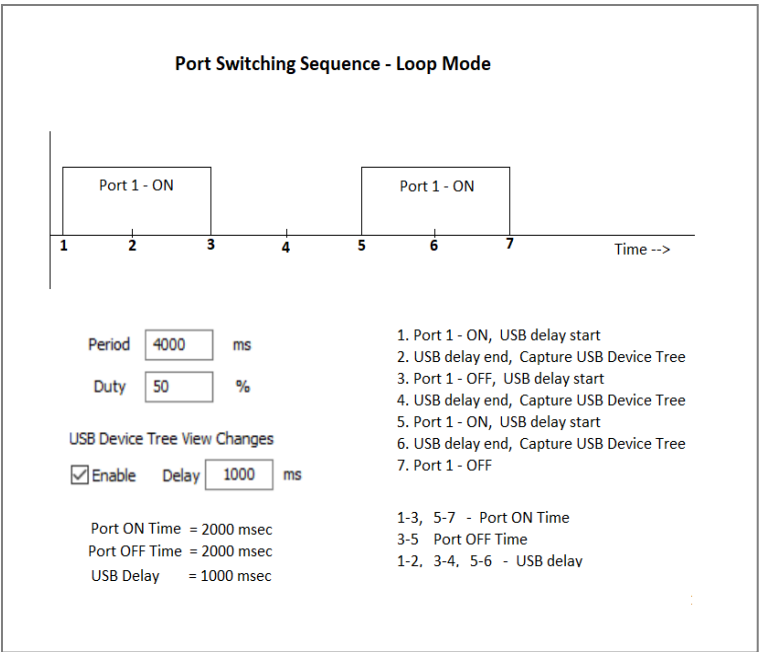 Port Switching Sequence - Loop Mode
Port 1 - ON
Port 1 - ON
1 2 3 4 5 6 7
Time -->
Period 4000 ms
Duty 50 %
USB Device Tree View Changes
Enable Delay 1000 ms
Port ON Time = 2000 msec
Port OFF Time = 2000 msec
USB Delay = 1000 msec
1. Port 1 - ON, USB delay start
2. USB delay end, Capture USB Device Tree
3. Port 1 - OFF, USB delay start
4. USB delay end, Capture USB Device Tree
5. Port 1 - ON, USB delay start
6. USB delay end, Capture USB Device Tree
7. Port 1 - OFF
1-3, 5-7 - Port ON Time
3-5 Port OFF Time
1-2, 3-4, 5-6 - USB delay